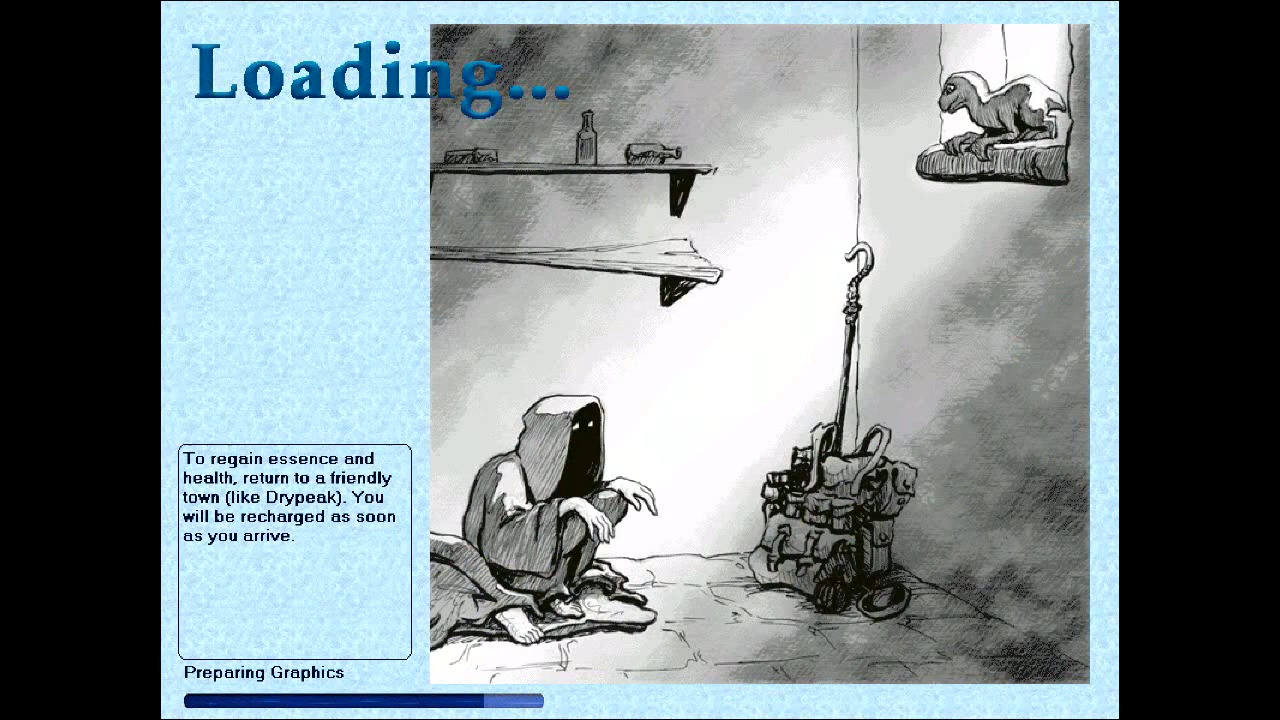 Loading...
To regain essence and
health, return to a friendly
town (like Drypeak). You
will be recharged as soon
as you arrive.
Preparing Graphics